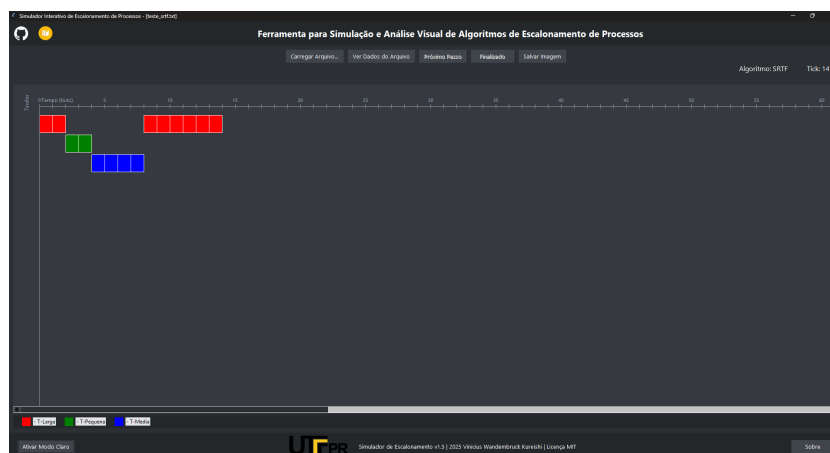 Simulador Interativo de Escalonamento de Processos - [teste_srtf.txt]
Ferramenta para Simulação e Análise Visual de Algoritmos de Escalonamento de Processos
Carregar Arquivo... Ver Dados do Arquivo Próximo Passo Finalizado Salvar Imagem
Algoritmo: SRTF Tick: 14
Tarefas
0 Tempo (ticks) 5 10 15 20 25 30 35 40 45 50 55 60
- T-Larga - T-Pequena - T-Media
Ativar Modo Claro
UTFPR
Simulador de Escalonamento v1.5 | 2025 Vinicius Wandembruck Kureishi | Licença MIT
Sobre